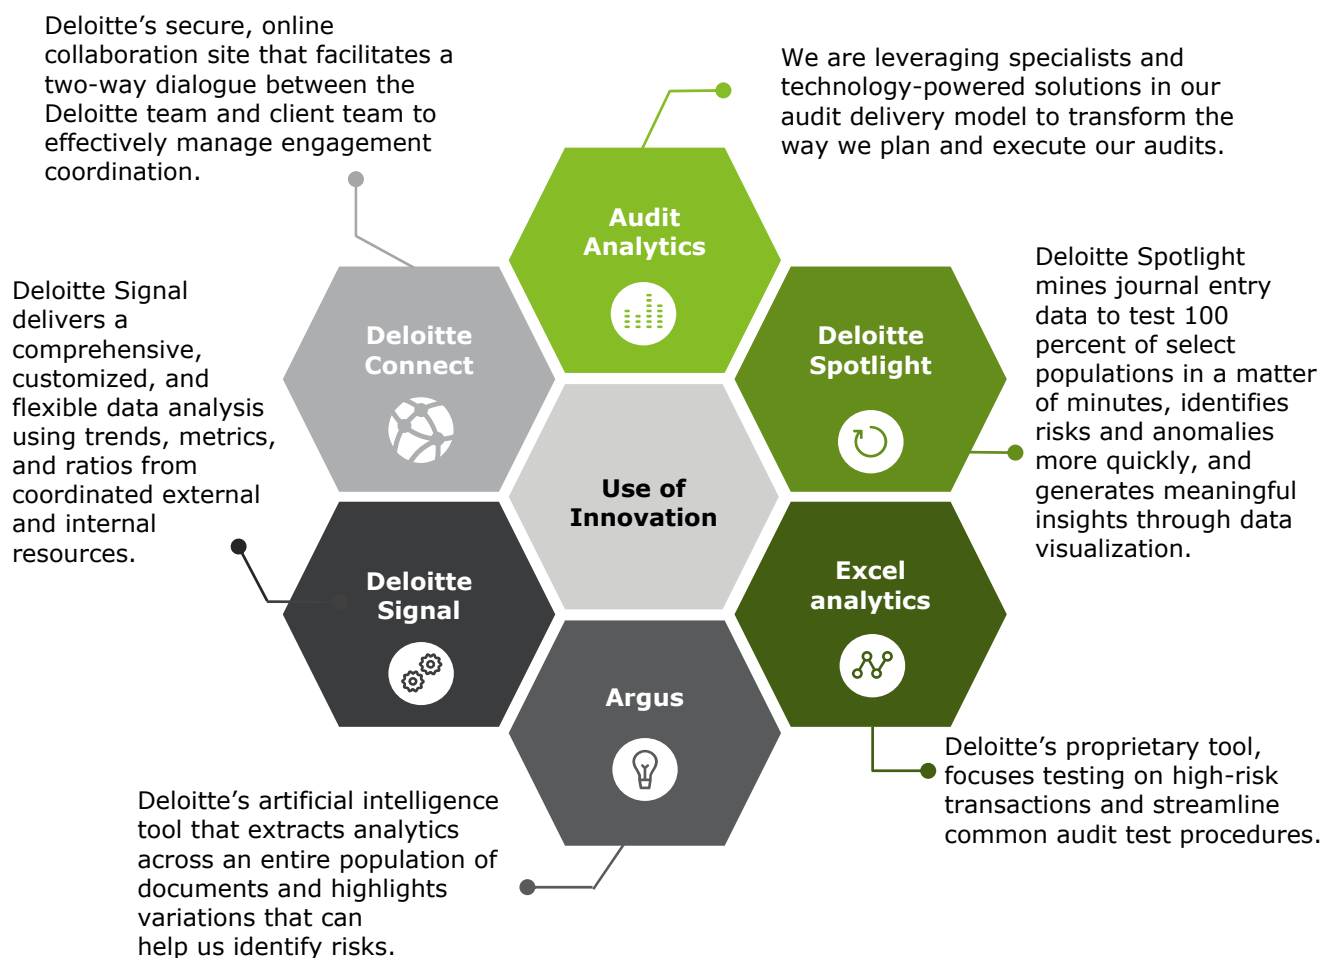 Deloitte’s secure, online
collaboration site that facilitates a
two-way dialogue between the
Deloitte team and client team to
effectively manage engagement
coordination.
We are leveraging specialists and
technology-powered solutions in our
audit delivery model to transform the
way we plan and execute our audits.
Audit
Analytics
Deloitte
Connect
Deloitte
Spotlight
Deloitte Spotlight
mines journal entry
data to test 100
percent of select
populations in a matter
of minutes, identifies
risks and anomalies
more quickly, and
generates meaningful
insights through data
visualization.
Deloitte Signal
delivers a
comprehensive,
customized, and
flexible data analysis
using trends, metrics,
and ratios from
coordinated external
and internal
resources.
Use of
Innovation
Deloitte
Signal
Excel
analytics
Argus
Deloitte’s proprietary tool,
focuses testing on high-risk
transactions and streamline
common audit test procedures.
Deloitte’s artificial intelligence
tool that extracts analytics
across an entire population of
documents and highlights
variations that can
help us identify risks.